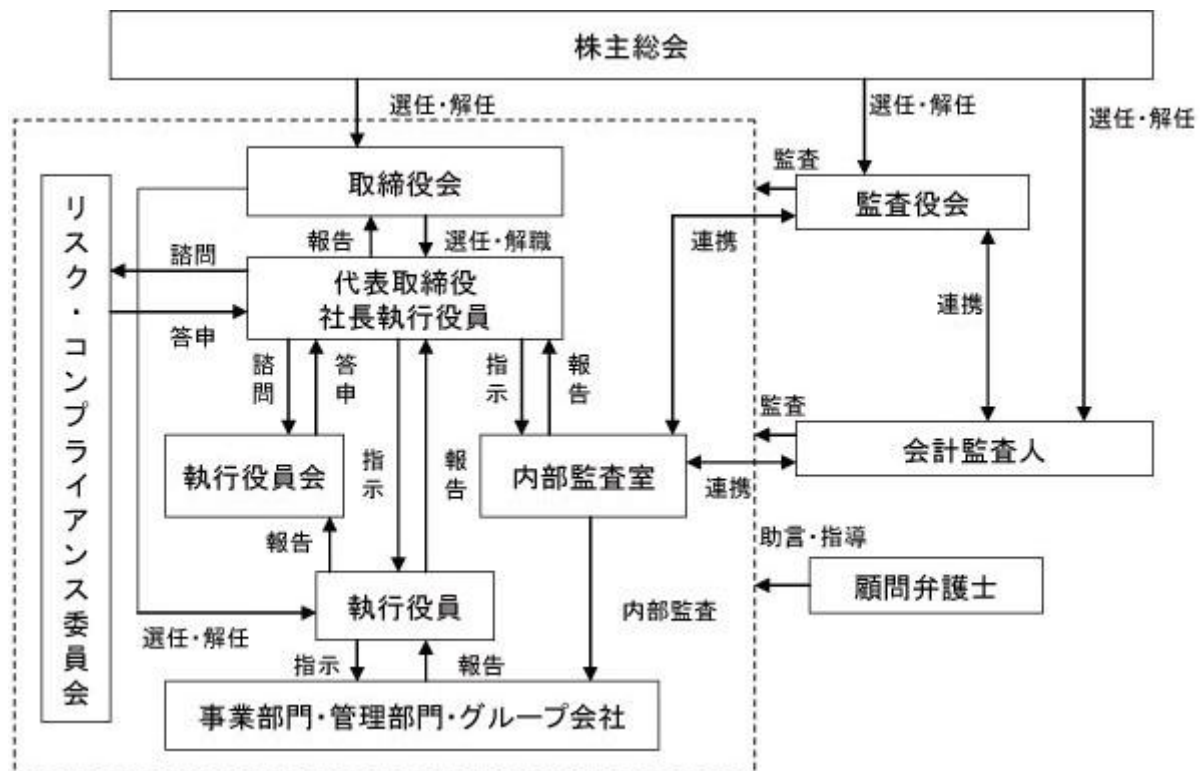 株主総会
選任・解任
選任・解任
選任・解任
取締役会
監査
監査役会
報告
選任・解職
連携
諮問
代表取締役
社長執行役員
リスク・コンプライアンス委員会
答申
連携
諮問
答申
指示
報告
監査
執行役員会
指示
報告
内部監査室
連携
会計監査人
報告
助言・指導
顧問弁護士
執行役員
選任・解任
内部監査
指示
報告
事業部門・管理部門・グループ会社